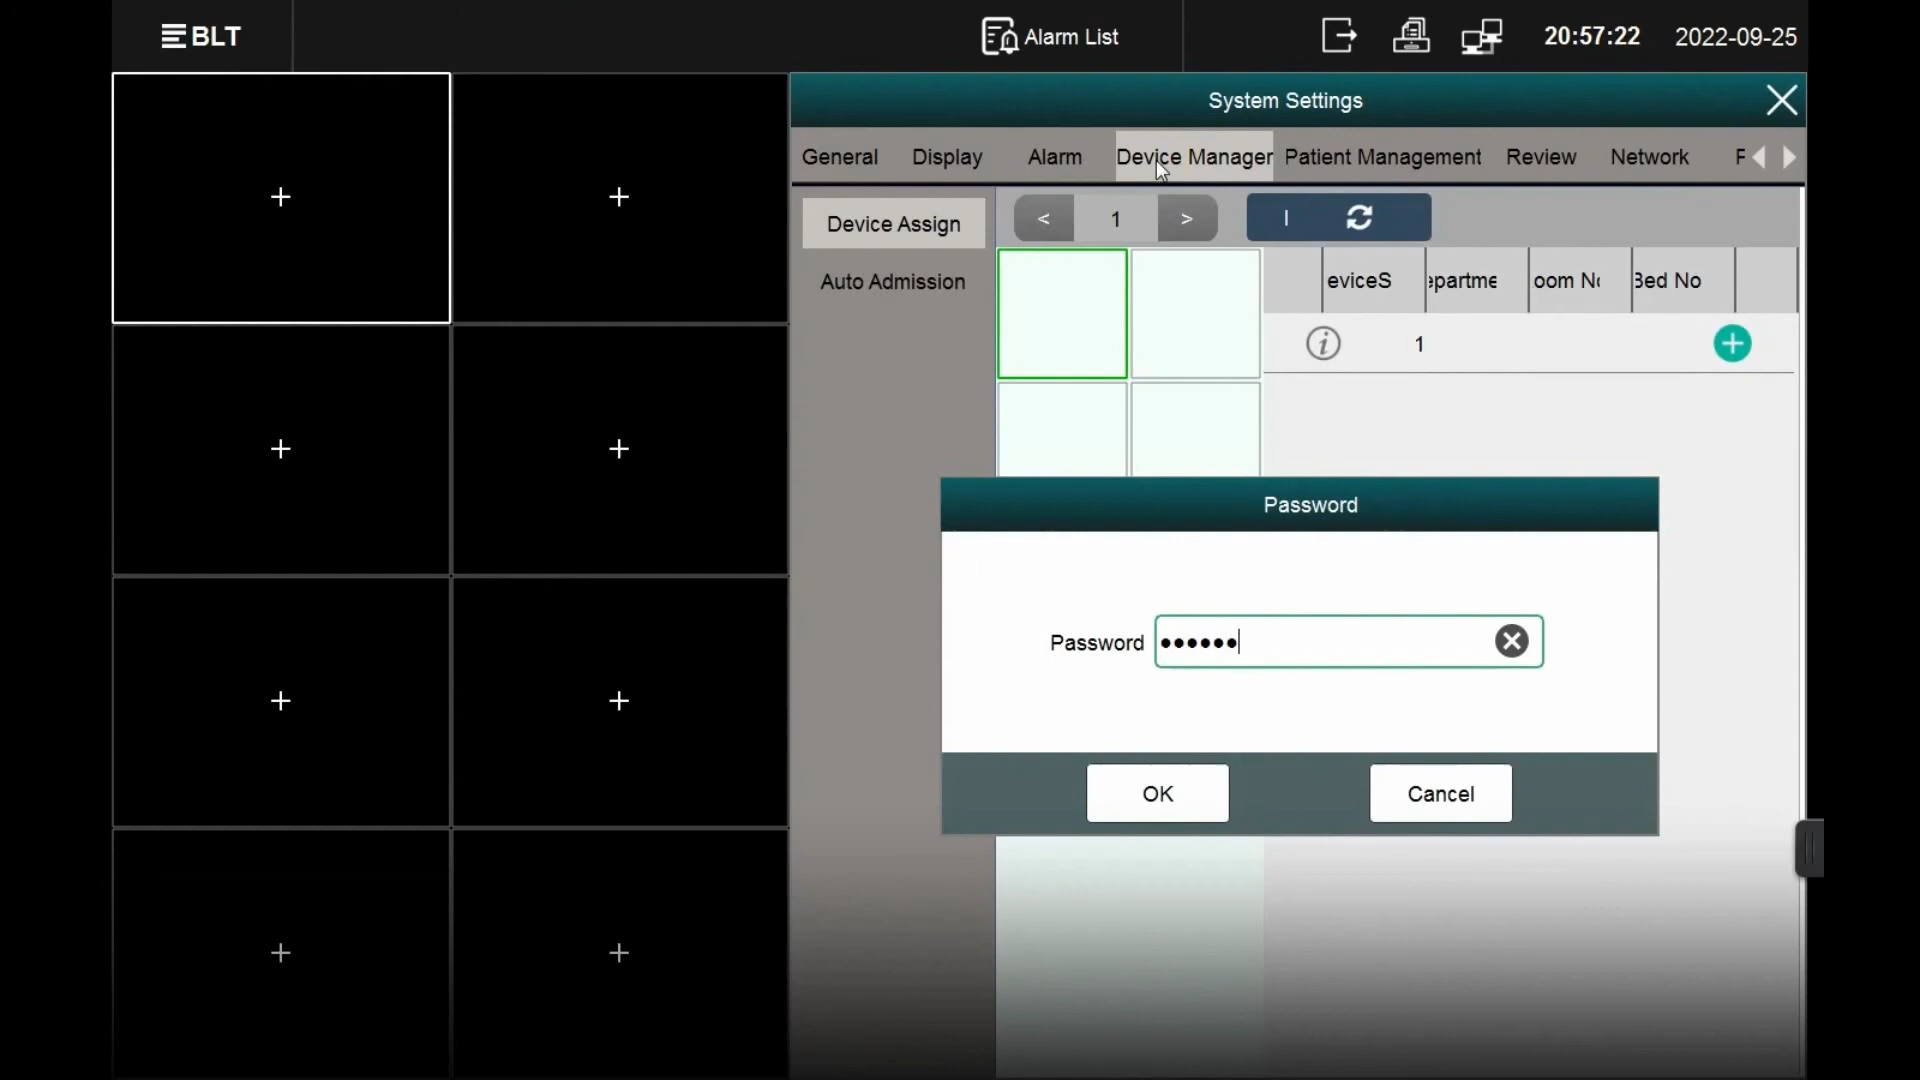 BLT
Alarm List
20:57:22
2022-09-25
System Settings
General
Display
Alarm
Device Manager
Patient Management
Review
Network
Device Assign
Auto Admission
<
1
>
eviceS
epartme
oom No
Bed No
1
Password
Password ••••••
OK
Cancel